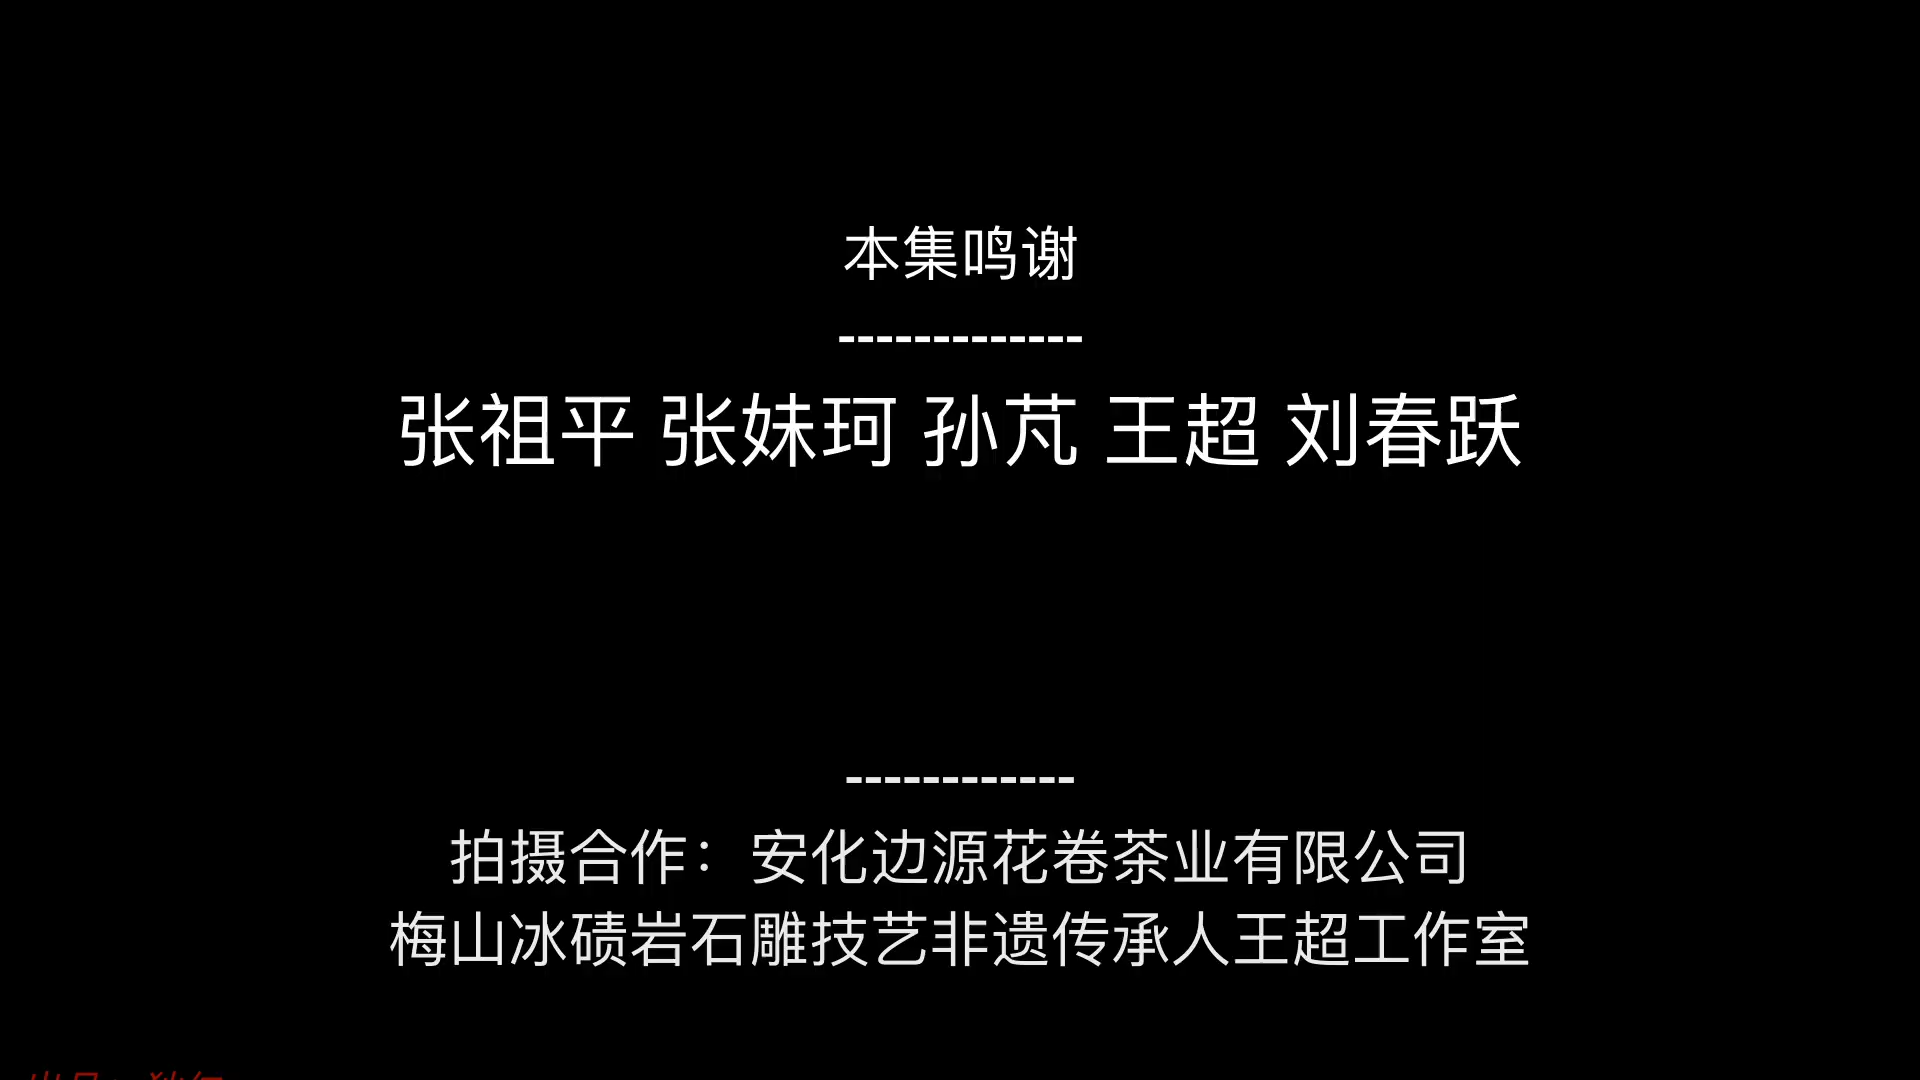 本集鸣谢
-------------
张祖平 张妹珂 孙芃 王超 刘春跃
------------
拍摄合作：安化边源花卷茶业有限公司
梅山冰碛岩石雕技艺非遗传承人王超工作室